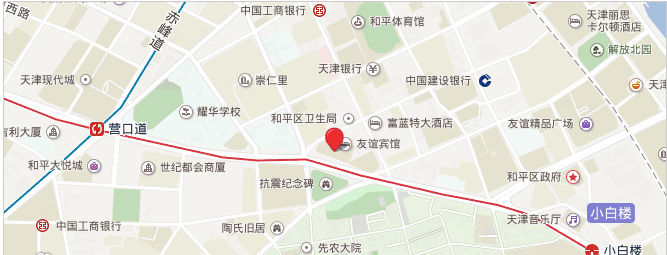 西路
赤峰道
中国工商银行
和平体育馆
天津丽思
卡尔顿酒店
解放北园
天津现代城
崇仁里
天津银行
中国建设银行
天津
耀华学校
和平区卫生局
富蓝特大酒店
友谊精品广场
吉利大厦
营口道
友谊宾馆
和平大悦城
世纪都会商厦
抗震纪念碑
和平区政府
中国工商银行
陶氏旧居
天津音乐厅
小白楼
先农大院
小白楼